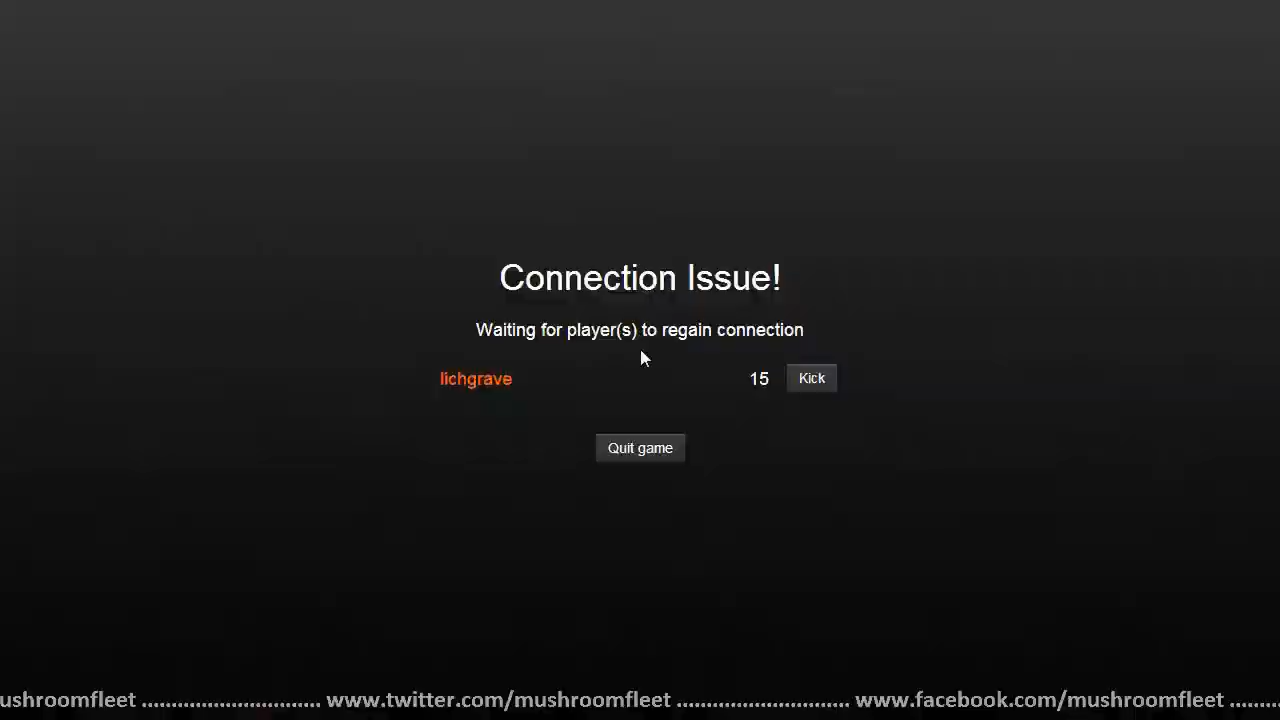 Connection Issue!
Waiting for player(s) to regain connection
lichgrave 15 Kick
Quit game
ushroomfleet .............................. www.twitter.com/mushroomfleet .............................. www.facebook.com/mushroomfleet ........